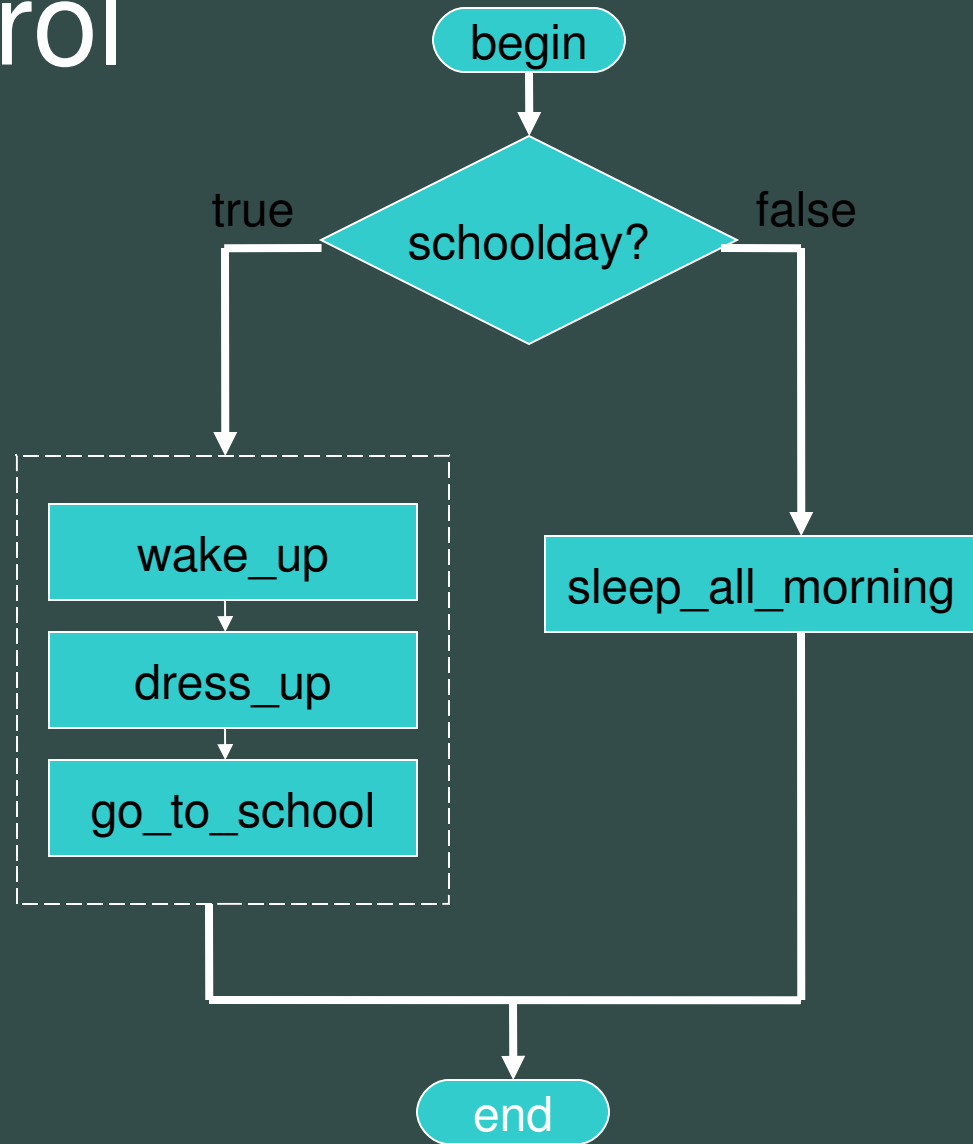 rol
begin
true
false
schoolday?
wake_up
sleep_all_morning
dress_up
go_to_school
end